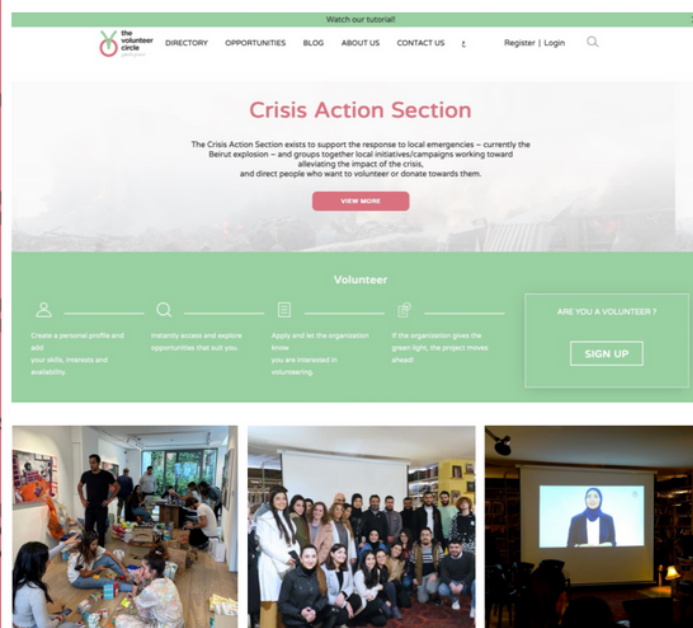 Watch our tutorial!
the
volunteer
circle
DIRECTORY OPPORTUNITIES BLOG ABOUT US CONTACT US ع Register | Login
Crisis Action Section
The Crisis Action Section exists to support the response to local emergencies – currently the
Beirut explosion – and groups together local initiatives/campaigns working toward
alleviating the impact of the crisis,
and direct people who want to volunteer or donate towards them.
VIEW MORE
Volunteer
Create a personal profile and
add
your skills, interests and
availability.
Instantly access and explore
opportunities that suit you.
Apply and let the organization
know
you are interested in
volunteering.
If the organization gives the
green light, the project moves
ahead!
ARE YOU A VOLUNTEER ?
SIGN UP